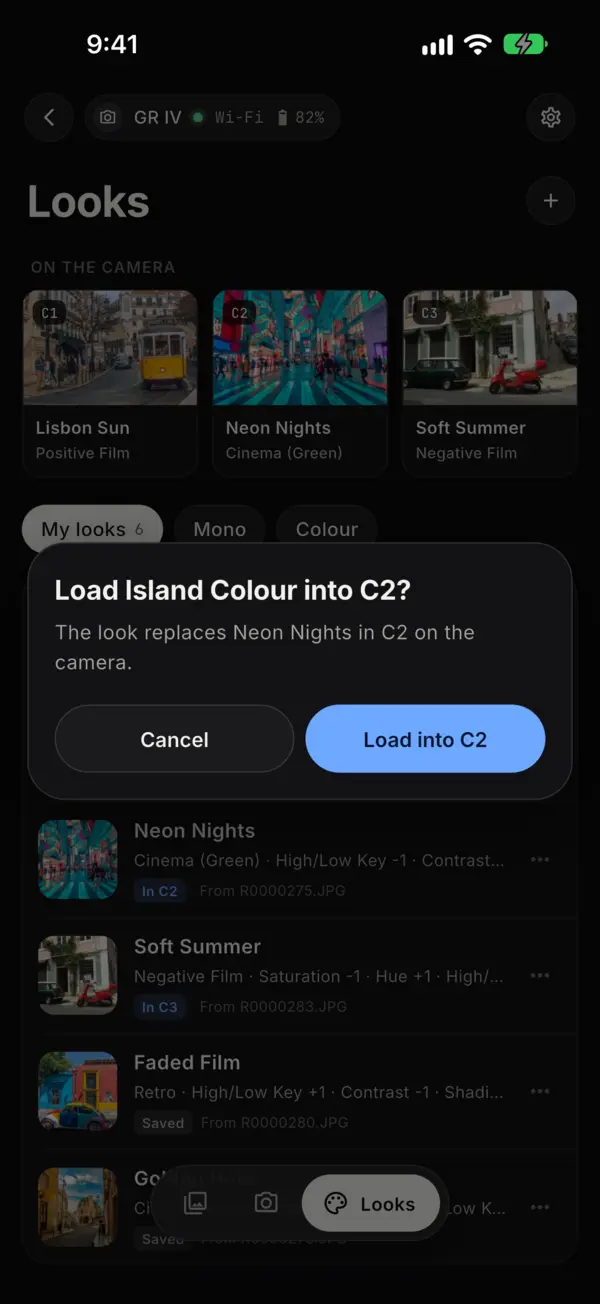 9:41
GR IV Wi-Fi 82%
Looks
ON THE CAMERA
C1
C2
C3
Lisbon Sun
Positive Film
Neon Nights
Cinema (Green)
Soft Summer
Negative Film
My looks 6
Mono
Colour
Load Island Colour into C2?
The look replaces Neon Nights in C2 on the
camera.
Cancel
Load into C2
Neon Nights
Cinema (Green) · High/Low Key -1 · Contrast...
In C2 From R0000275.JPG
Soft Summer
Negative Film · Saturation -1 · Hue +1 · High/...
In C3 From R0000283.JPG
Faded Film
Retro · High/Low Key +1 · Contrast -1 · Shadi...
Saved From R0000280.JPG
Looks
Saved